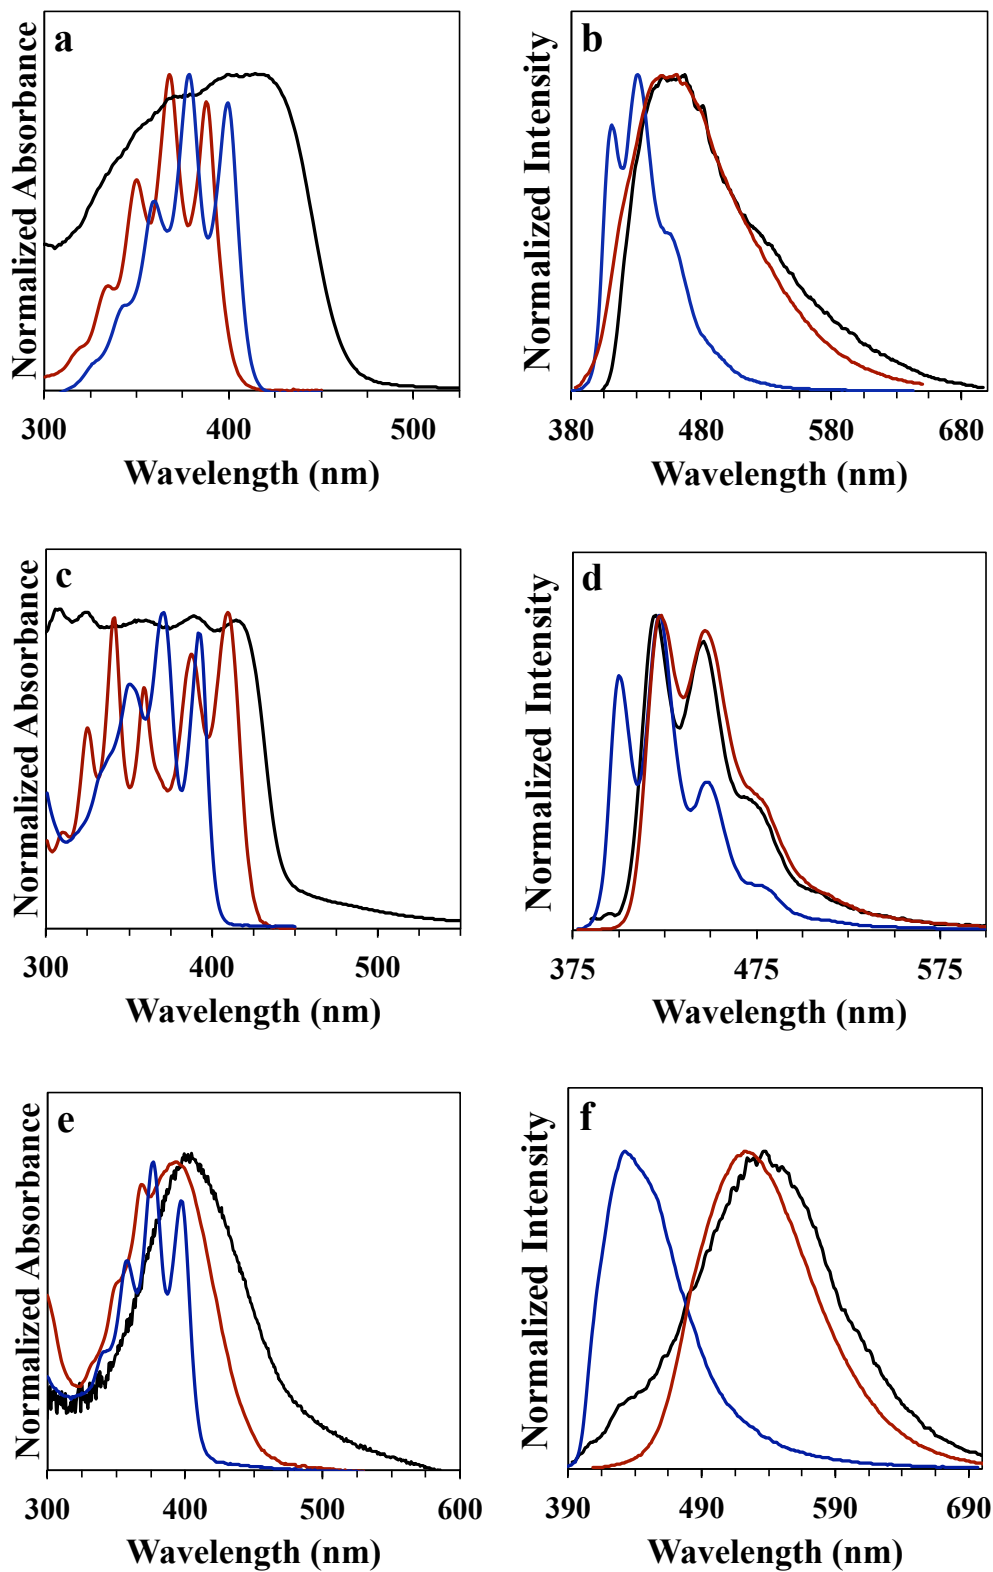 a
Normalized Absorbance
300 400 500
Wavelength (nm)
b
Normalized Intensity
380 480 580 680
Wavelength (nm)
c
Normalized Absorbance
300 400 500
Wavelength (nm)
d
Normalized Intensity
375 475 575
Wavelength (nm)
e
Normalized Absorbance
300 400 500 600
Wavelength (nm)
f
Normalized Intensity
390 490 590 690
Wavelength (nm)